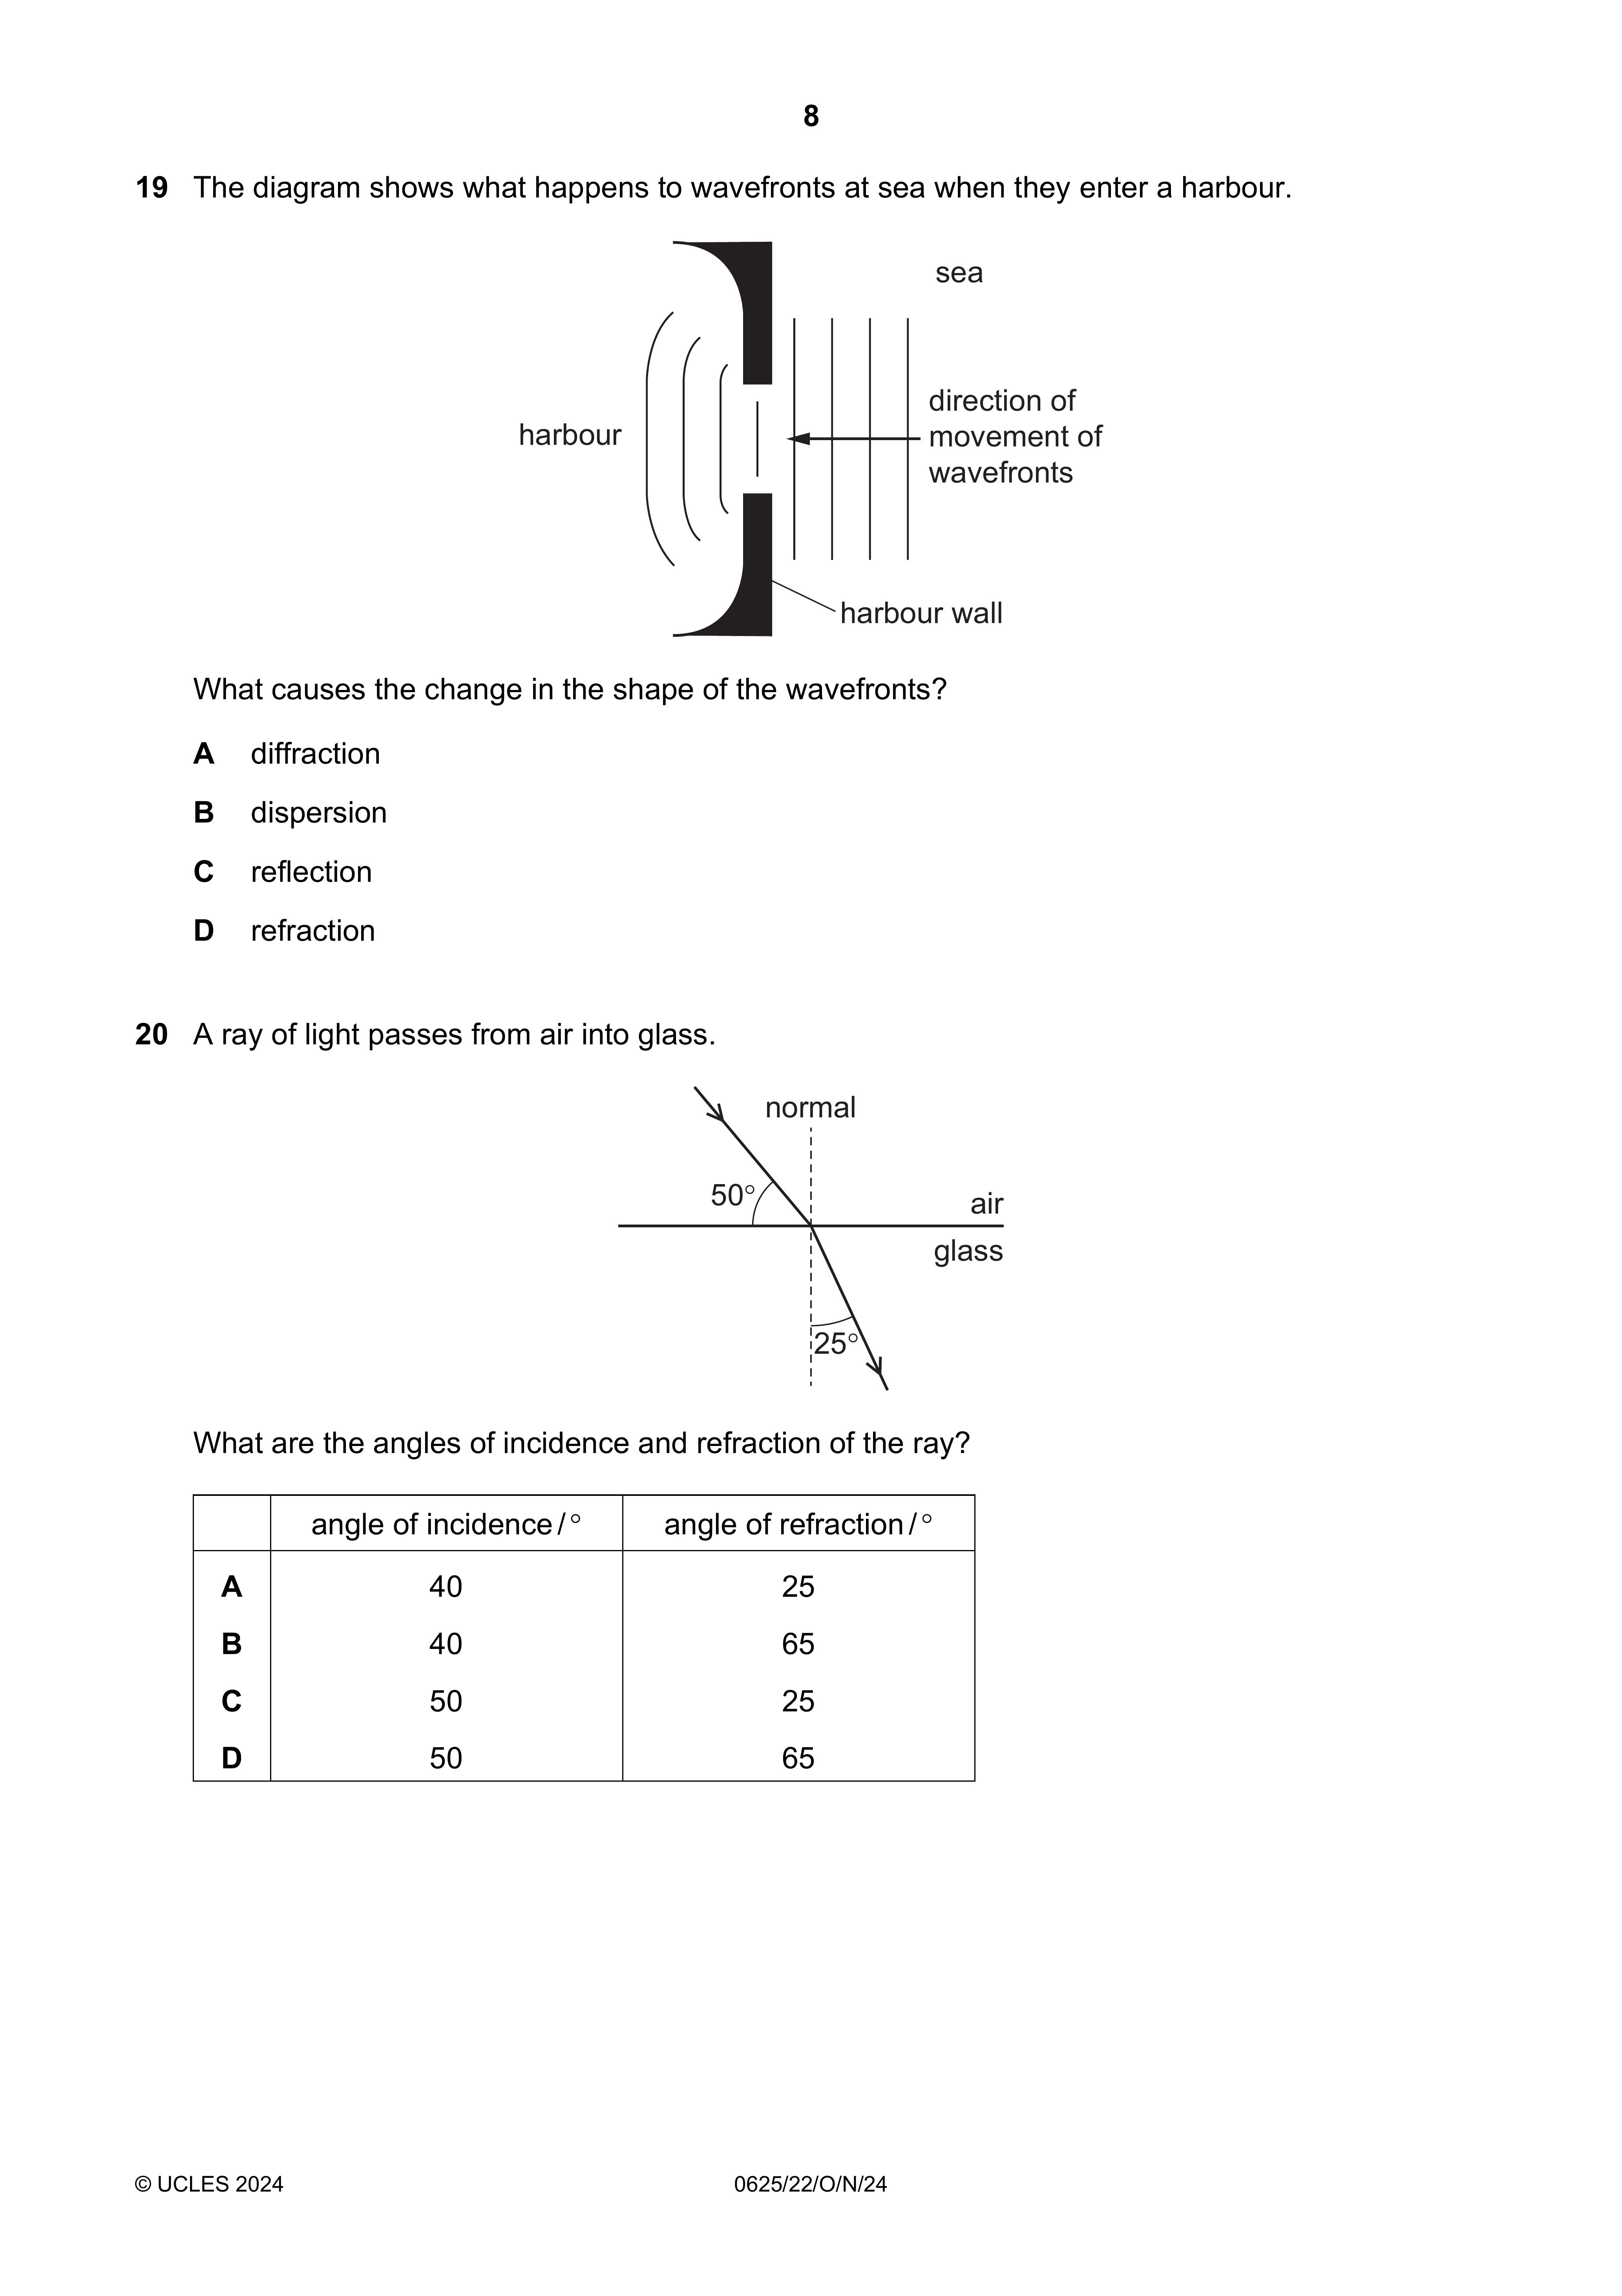 8
19 The diagram shows what happens to wavefronts at sea when they enter a harbour.
sea
harbour
direction of
movement of
wavefronts
harbour wall
What causes the change in the shape of the wavefronts?
A diffraction
B dispersion
C reflection
D refraction
20 A ray of light passes from air into glass.
normal
50°
air
glass
25°
What are the angles of incidence and refraction of the ray?
angle of incidence / ° angle of refraction / °
A 40 25
B 40 65
C 50 25
D 50 65
© UCLES 2024 0625/22/O/N/24